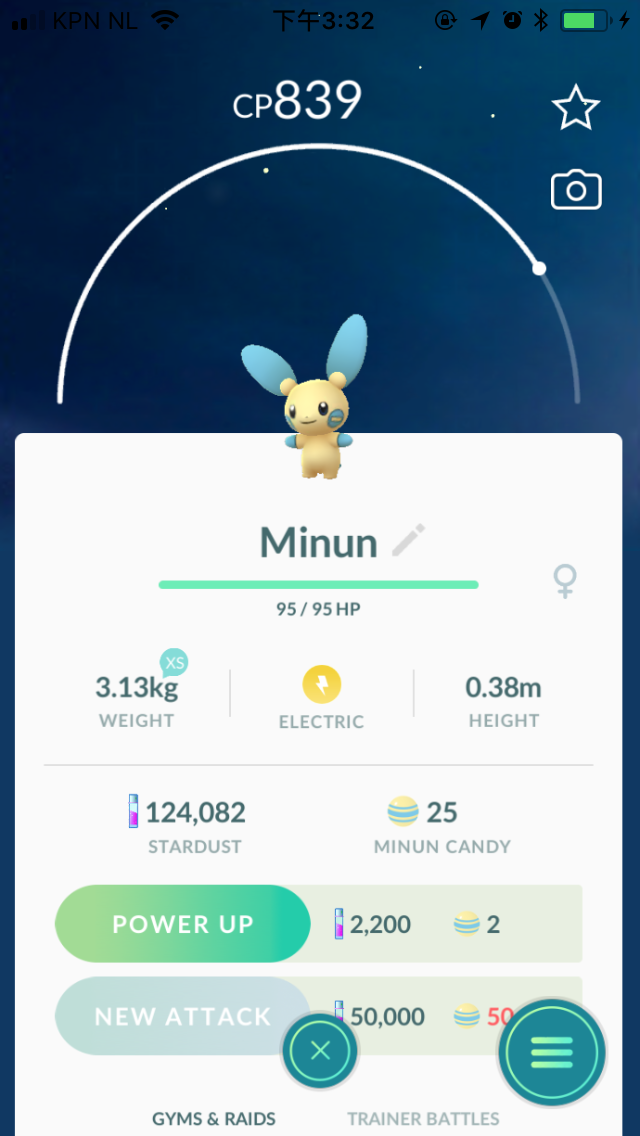 KPN NL 下午3:32
CP839
Minun
95 / 95 HP
XS
3.13kg
WEIGHT
ELECTRIC
0.38m
HEIGHT
124,082
STARDUST
25
MINUN CANDY
POWER UP 2,200 2
NEW ATTACK 50,000 50
GYMS & RAIDS TRAINER BATTLES